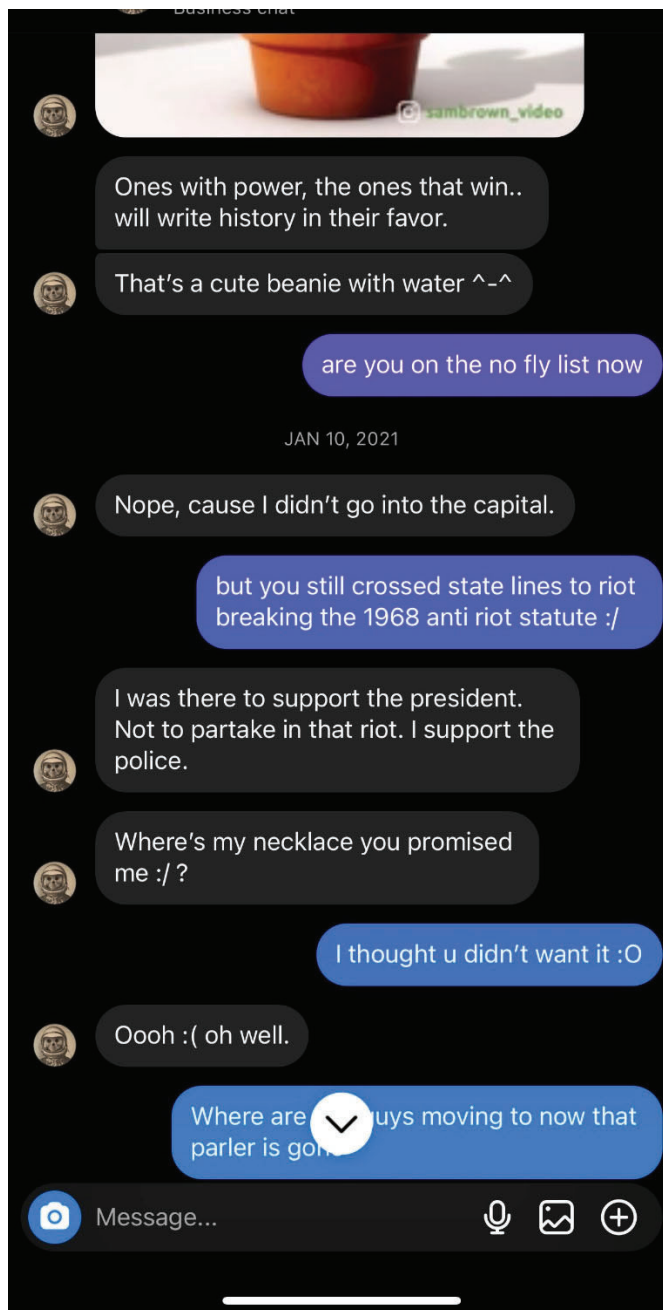 Business chat
sambrown_video
Ones with power, the ones that win..
will write history in their favor.
That's a cute beanie with water ^-^
are you on the no fly list now
JAN 10, 2021
Nope, cause I didn't go into the capital.
but you still crossed state lines to riot
breaking the 1968 anti riot statute :/
I was there to support the president.
Not to partake in that riot. I support the
police.
Where's my necklace you promised
me :/ ?
I thought u didn't want it :O
Oooh :( oh well.
Where are guys moving to now that
parler is gone
Message...